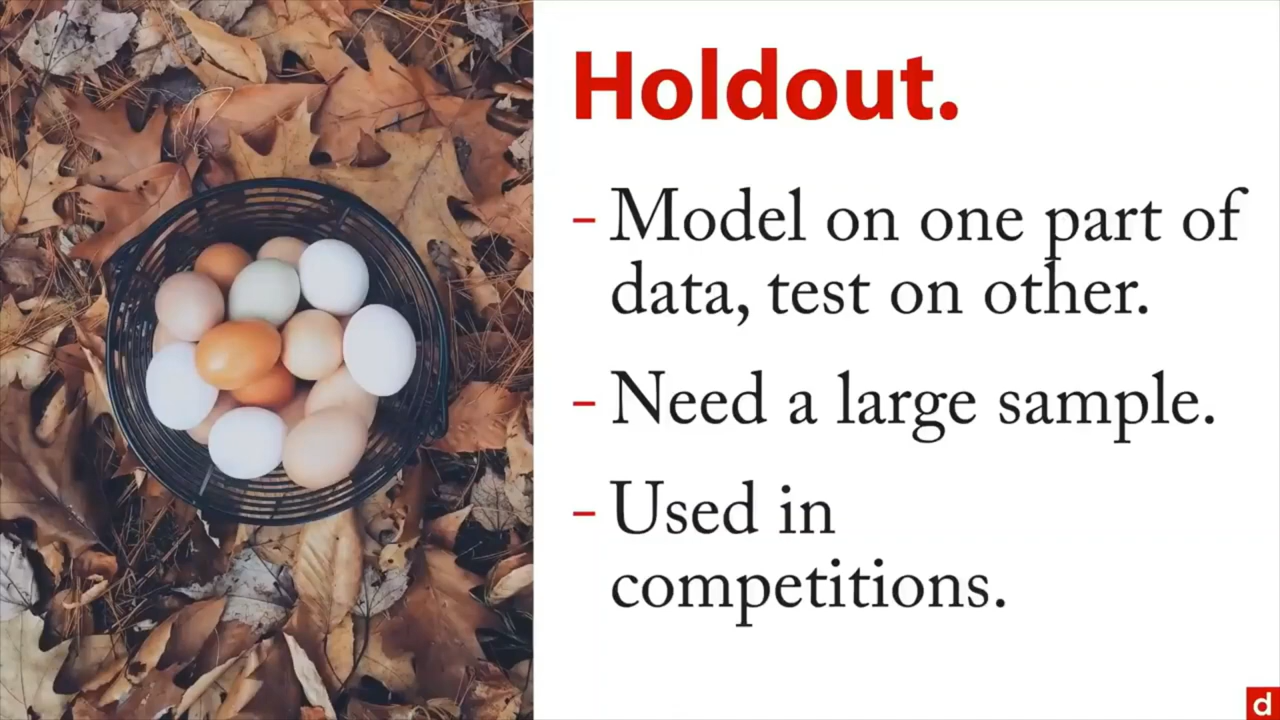 Holdout.
- Model on one part of
data, test on other.
- Need a large sample.
- Used in
competitions.
d